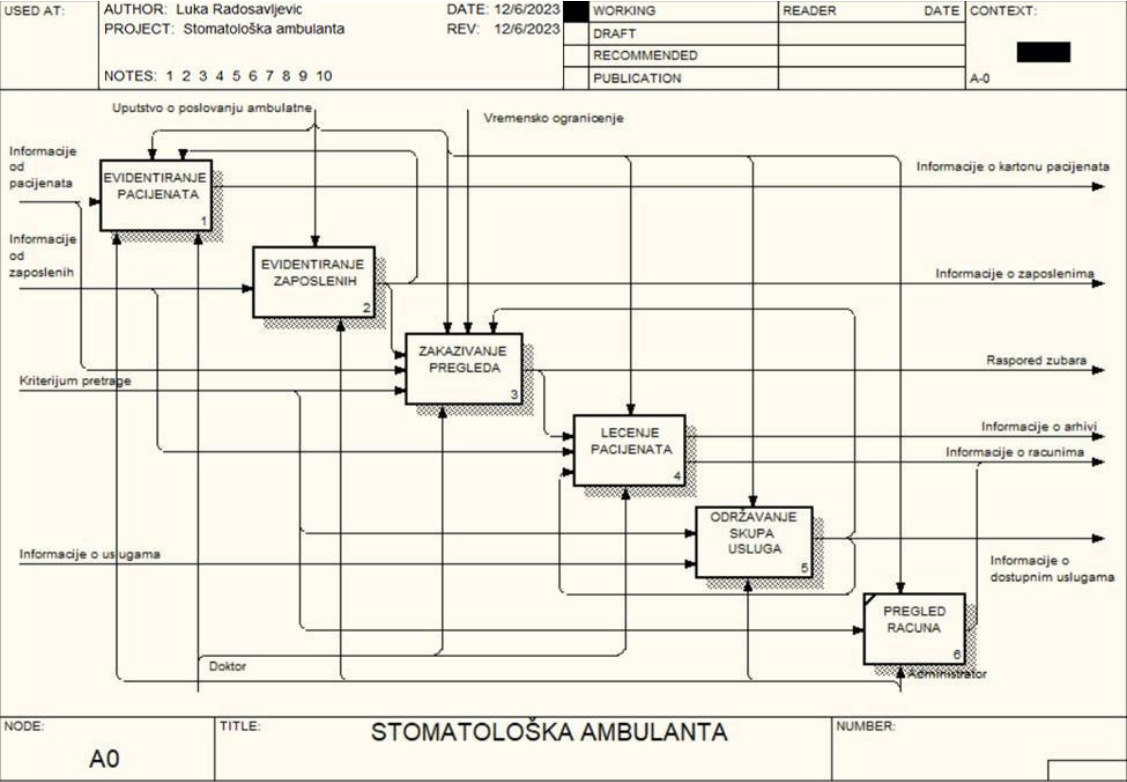 USED AT:
AUTHOR: Luka Radosavljevic
DATE: 12/6/2023
PROJECT: Stomatološka ambulanta
REV: 12/6/2023
NOTES: 1 2 3 4 5 6 7 8 9 10
WORKING
DRAFT
RECOMMENDED
PUBLICATION
READER
DATE
CONTEXT:
A-0
Uputstvo o poslovanju ambulatne
Vremensko ogranicenje
Informacije
od
pacijenata
EVIDENTIRANJE
PACIJENATA
1
Informacije o kartonu pacijenata
Informacije
od
zaposlenih
EVIDENTIRANJE
ZAPOSLENIH
2
Informacije o zaposlenima
ZAKAZIVANJE
PREGLEDA
3
Raspored zubara
Kriterijum pretrage
LECENJE
PACIJENATA
4
Informacije o arhivi
Informacije o racunima
ODRŽAVANJE
SKUPA
USLUGA
5
Informacije o uslugama
Informacije o
dostupnim uslugama
PREGLED
RACUNA
6
Doktor
Administrator
NODE:
A0
TITLE:
STOMATOLOŠKA AMBULANTA
NUMBER: